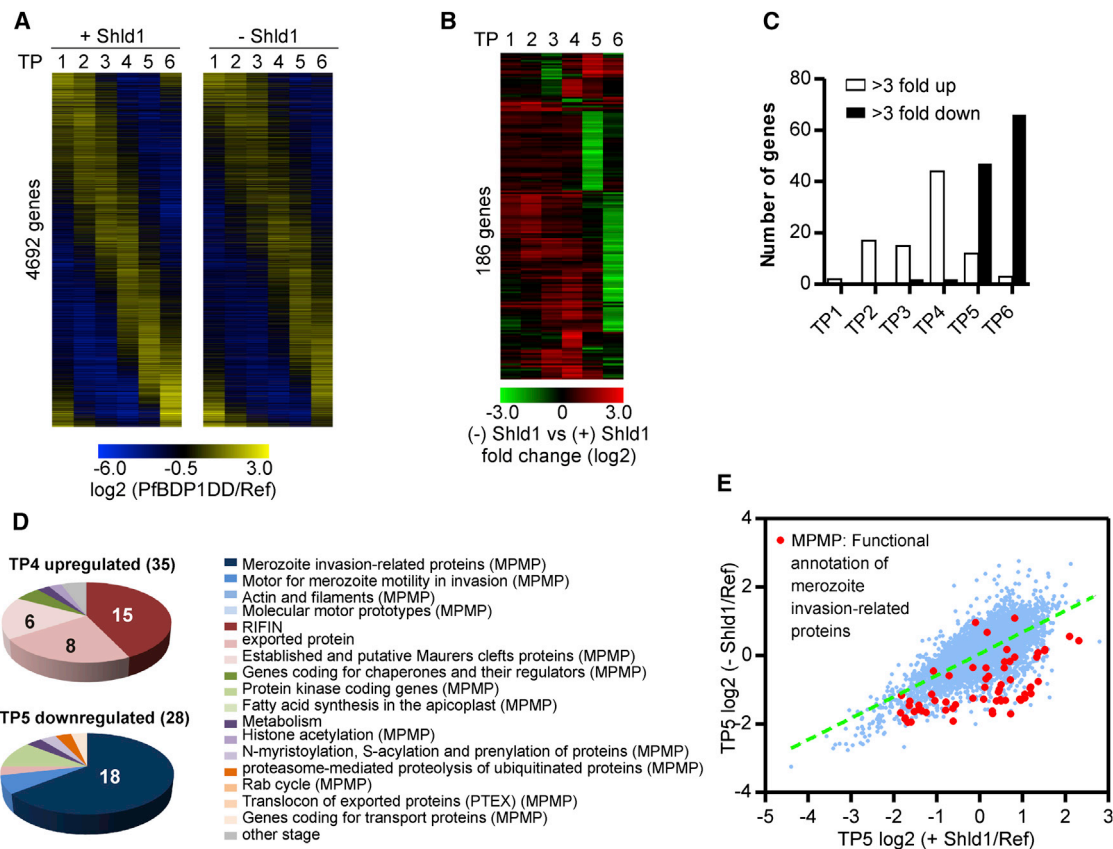 A
+ Shld1
- Shld1
TP 1 2 3 4 5 6 1 2 3 4 5 6
4692 genes
-6.0 -0.5 3.0
log2 (PfBDP1DD/Ref)
B
TP 1 2 3 4 5 6
186 genes
-3.0 0 3.0
(-) Shld1 vs (+) Shld1
fold change (log2)
C
Number of genes
80
60
40
20
0
>3 fold up
>3 fold down
TP1 TP2 TP3 TP4 TP5 TP6
D
TP4 upregulated (35)
15
6
8
TP5 downregulated (28)
18
Merozoite invasion-related proteins (MPMP)
Motor for merozoite motility in invasion (MPMP)
Actin and filaments (MPMP)
Molecular motor prototypes (MPMP)
RIFIN
exported protein
Established and putative Maurers clefts proteins (MPMP)
Genes coding for chaperones and their regulators (MPMP)
Protein kinase coding genes (MPMP)
Fatty acid synthesis in the apicoplast (MPMP)
Metabolism
Histone acetylation (MPMP)
N-myristoylation, S-acylation and prenylation of proteins (MPMP)
proteasome-mediated proteolysis of ubiquitinated proteins (MPMP)
Rab cycle (MPMP)
Translocon of exported proteins (PTEX) (MPMP)
Genes coding for transport proteins (MPMP)
other stage
E
TP5 log2 (- Shld1/Ref)
4
2
0
-2
-4
MPMP: Functional
annotation of
merozoite
invasion-related
proteins
-5 -4 -3 -2 -1 0 1 2 3
TP5 log2 (+ Shld1/Ref)